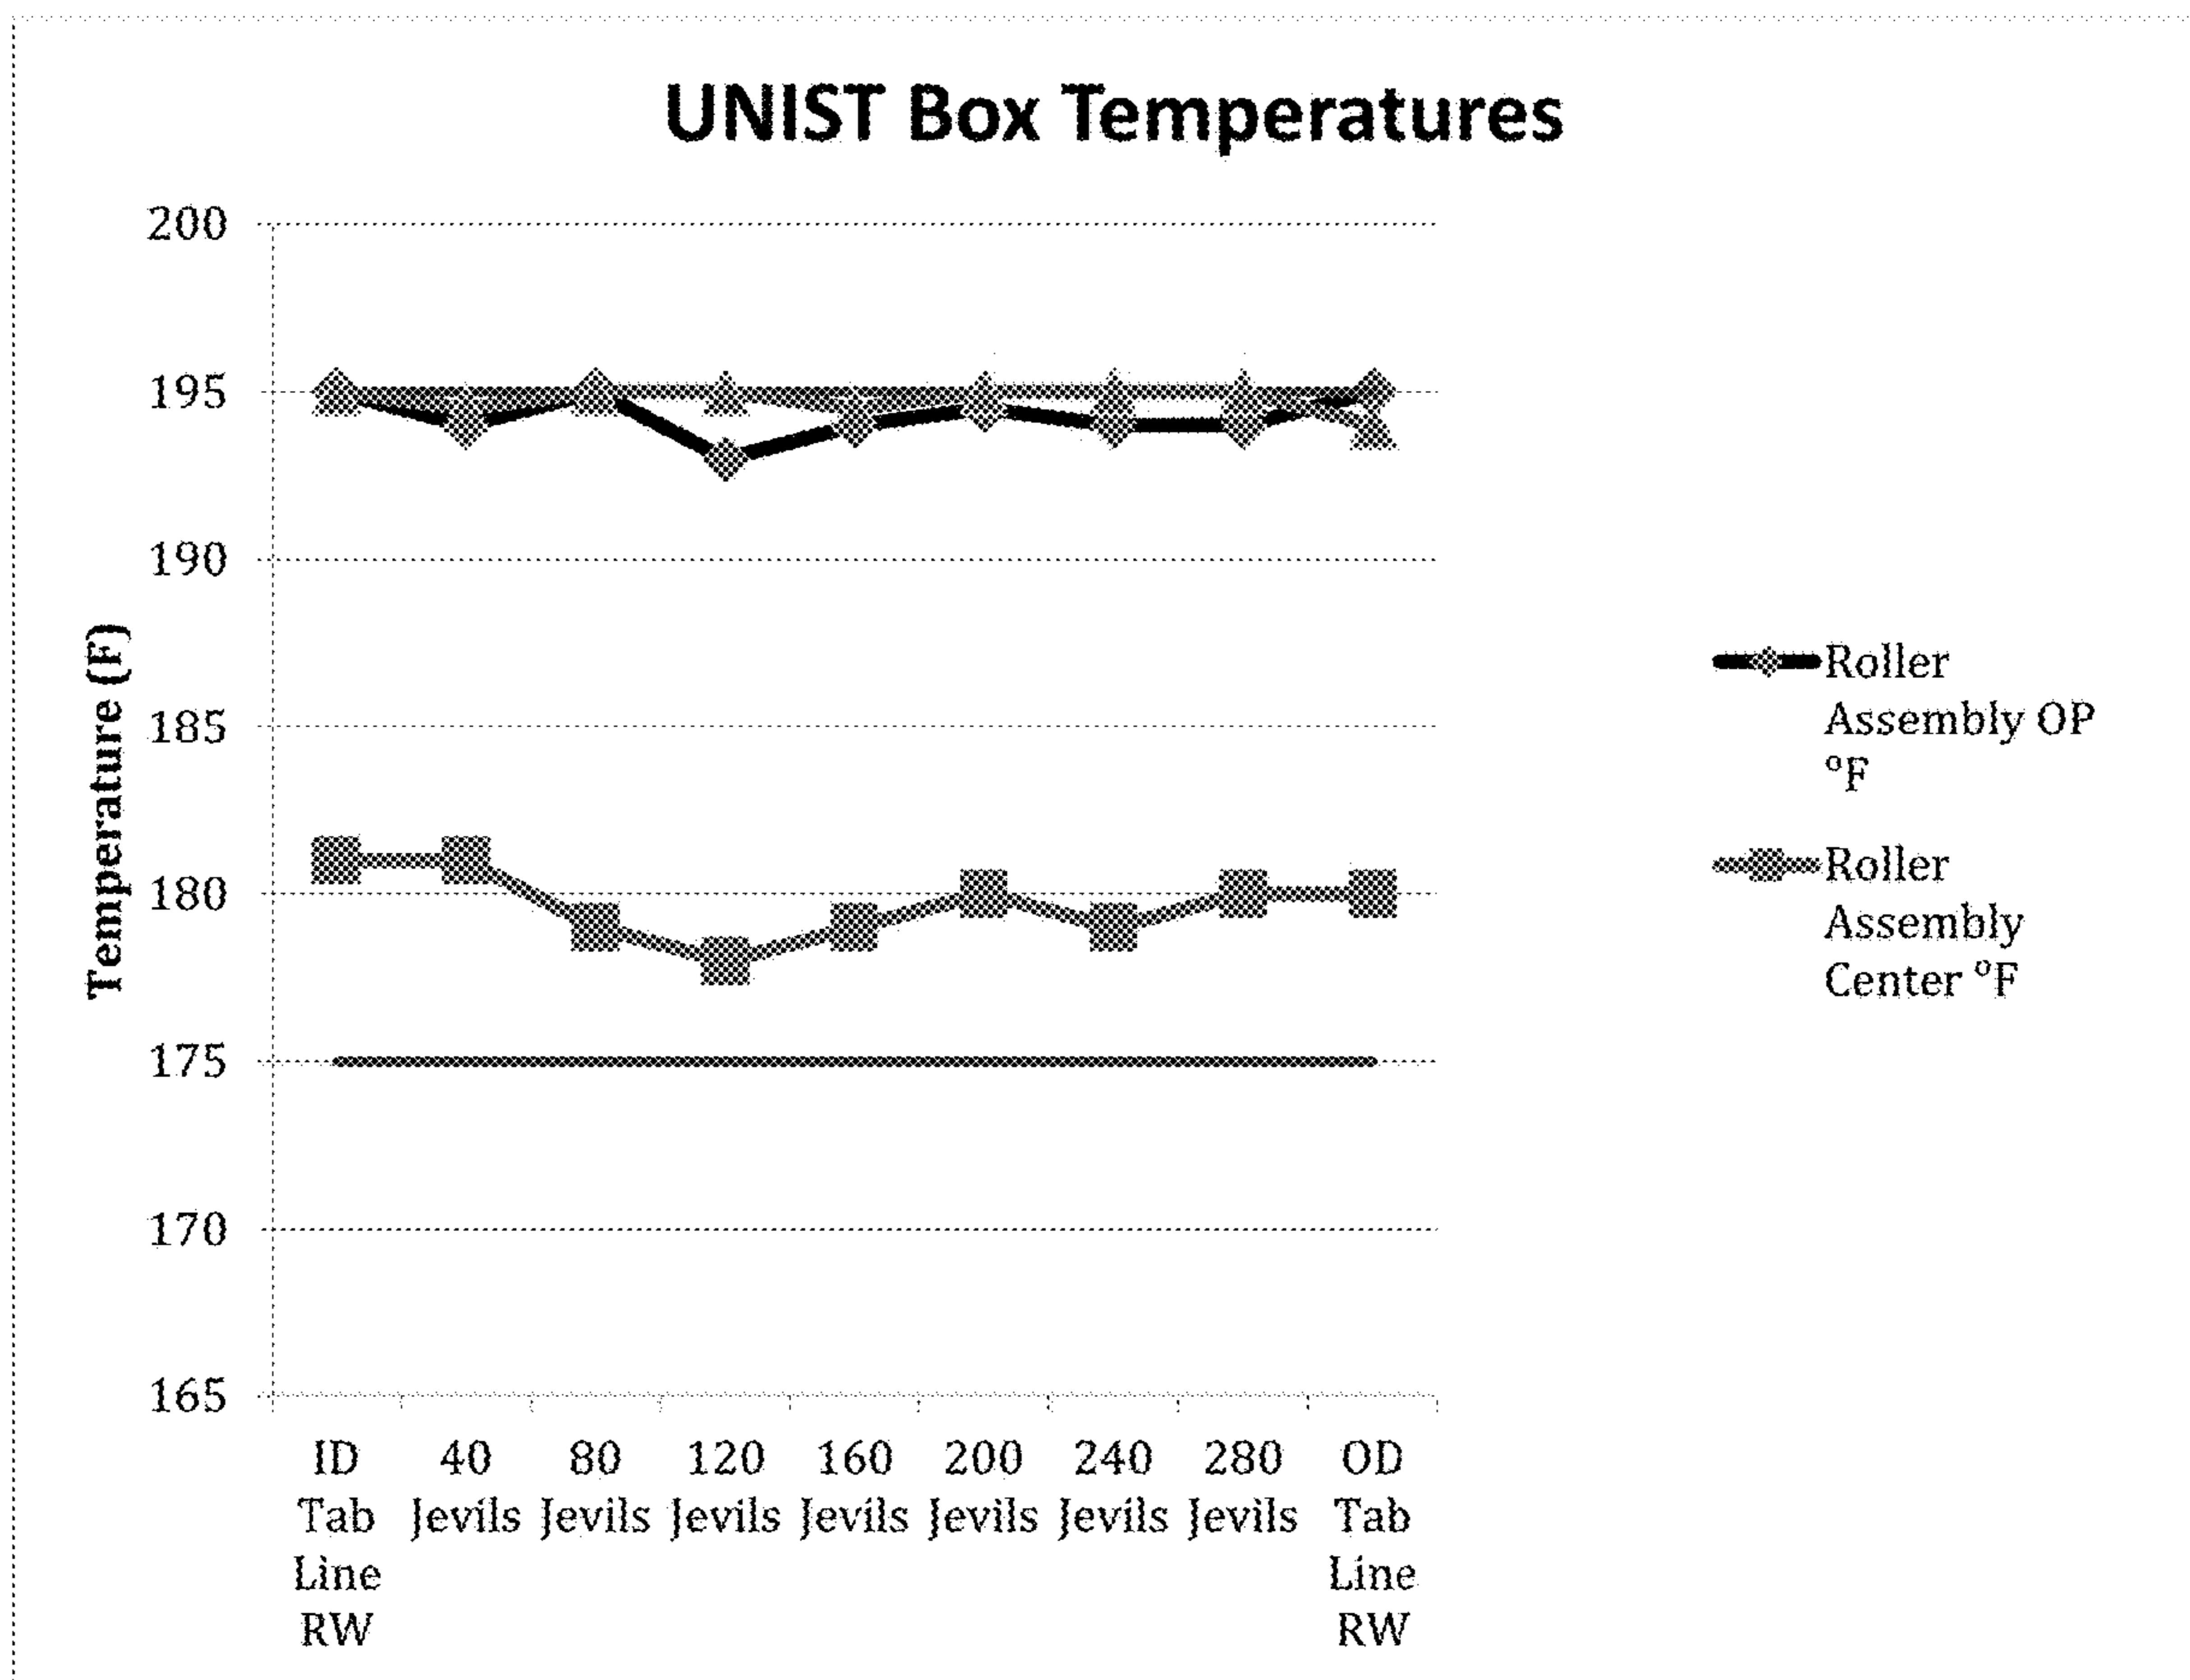 UNIST Box Temperatures
200
195
190
185
180
175
170
165
Temperature (F)
ID Tab Line RW
40 Jevils
80 Jevils
120 Jevils
160 Jevils
200 Jevils
240 Jevils
280 Jevils
OD Tab Line RW
Roller
Assembly OP
°F
Roller
Assembly
Center °F